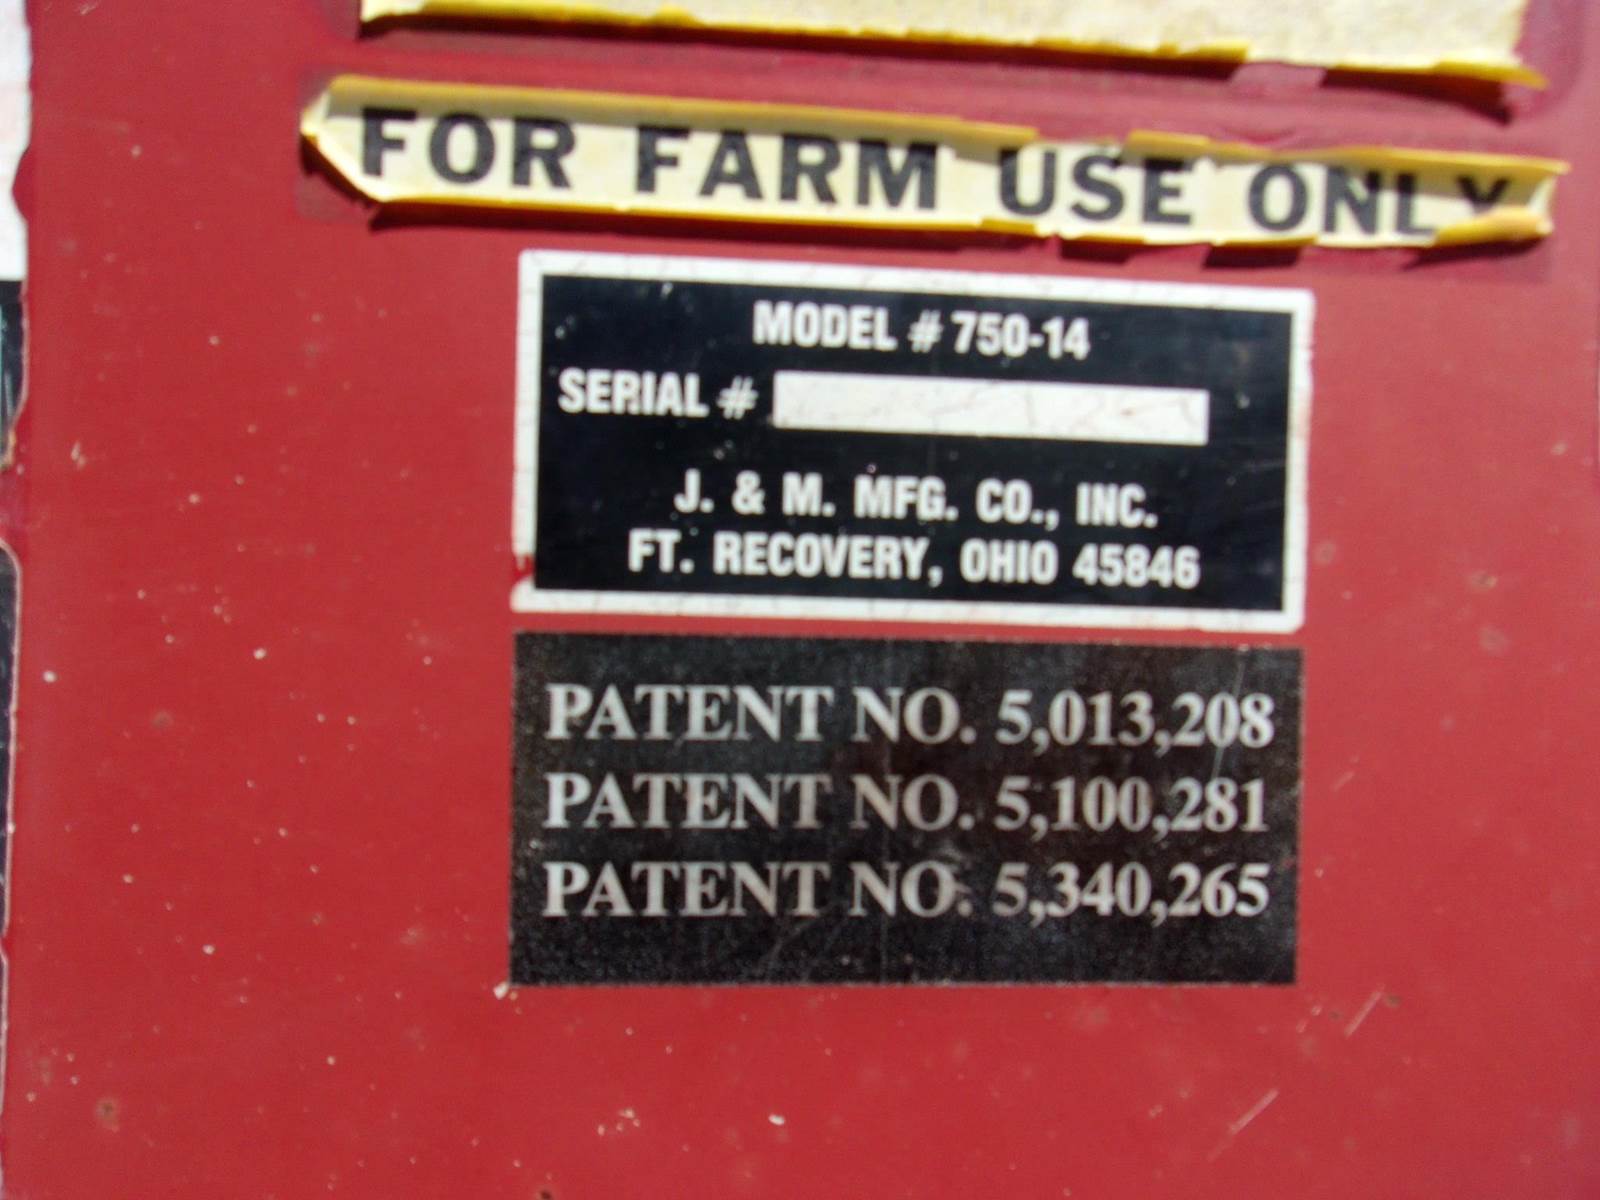 FOR FARM USE ONLY
MODEL # 750-14
SERIAL #
J. & M. MFG. CO., INC.
FT. RECOVERY, OHIO 45846
PATENT NO. 5,013,208
PATENT NO. 5,100,281
PATENT NO. 5,340,265